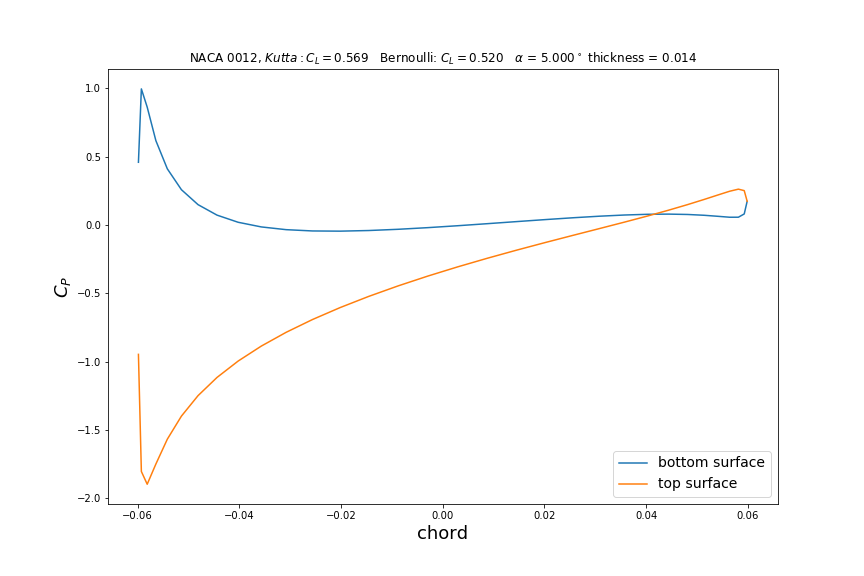 NACA 0012, Kutta : C_L = 0.569 Bernoulli: C_L = 0.520 α = 5.000° thickness = 0.014
1.0
0.5
0.0
−0.5
−1.0
−1.5
−2.0
C_P
bottom surface
top surface
−0.06 −0.04 −0.02 0.00 0.02 0.04 0.06
chord